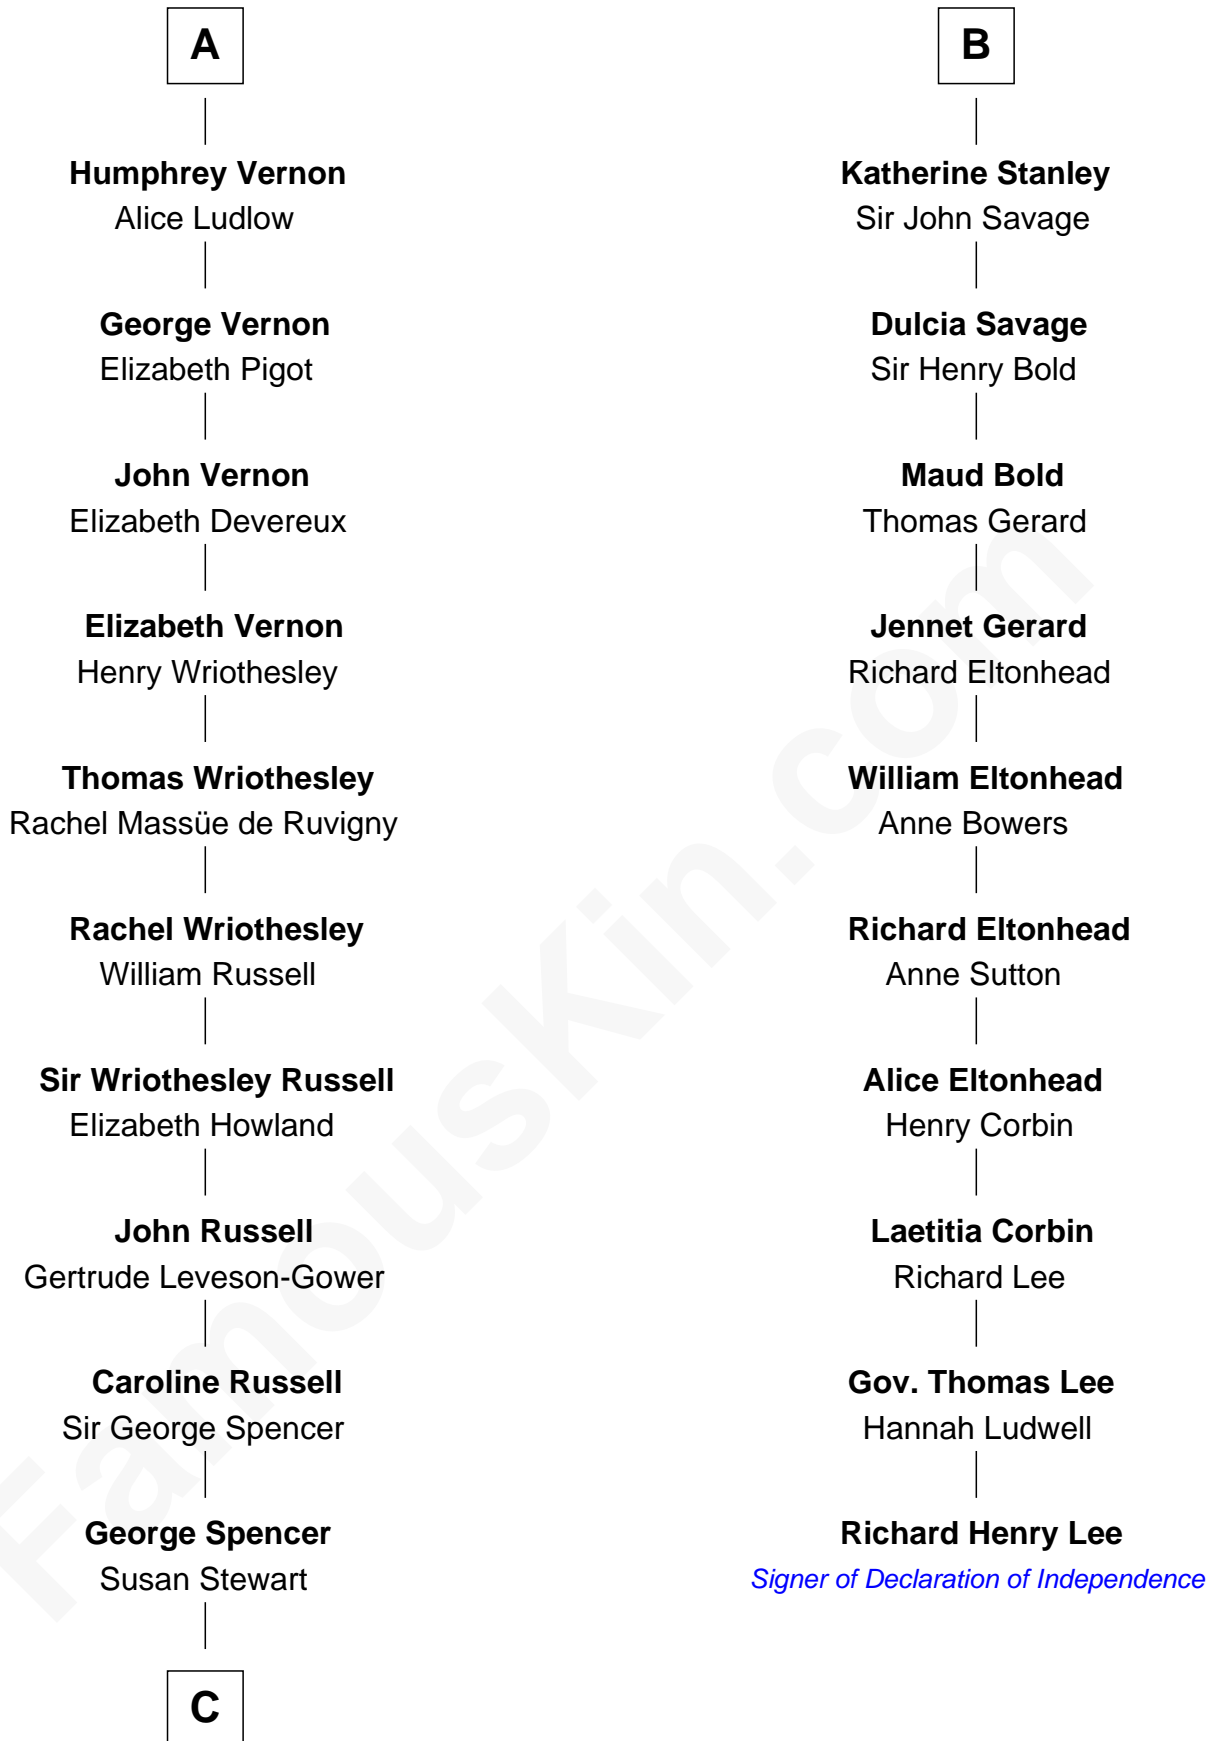 A
Humphrey Vernon
Alice Ludlow
George Vernon
Elizabeth Pigot
John Vernon
Elizabeth Devereux
Elizabeth Vernon
Henry Wriothesley
Thomas Wriothesley
Rachel Massüe de Ruvigny
Rachel Wriothesley
William Russell
Sir Wriothesley Russell
Elizabeth Howland
John Russell
Gertrude Leveson-Gower
Caroline Russell
Sir George Spencer
George Spencer
Susan Stewart
C
B
Katherine Stanley
Sir John Savage
Dulcia Savage
Sir Henry Bold
Maud Bold
Thomas Gerard
Jennet Gerard
Richard Eltonhead
William Eltonhead
Anne Bowers
Richard Eltonhead
Anne Sutton
Alice Eltonhead
Henry Corbin
Laetitia Corbin
Richard Lee
Gov. Thomas Lee
Hannah Ludwell
Richard Henry Lee
Signer of Declaration of Independence
FamousKin.com